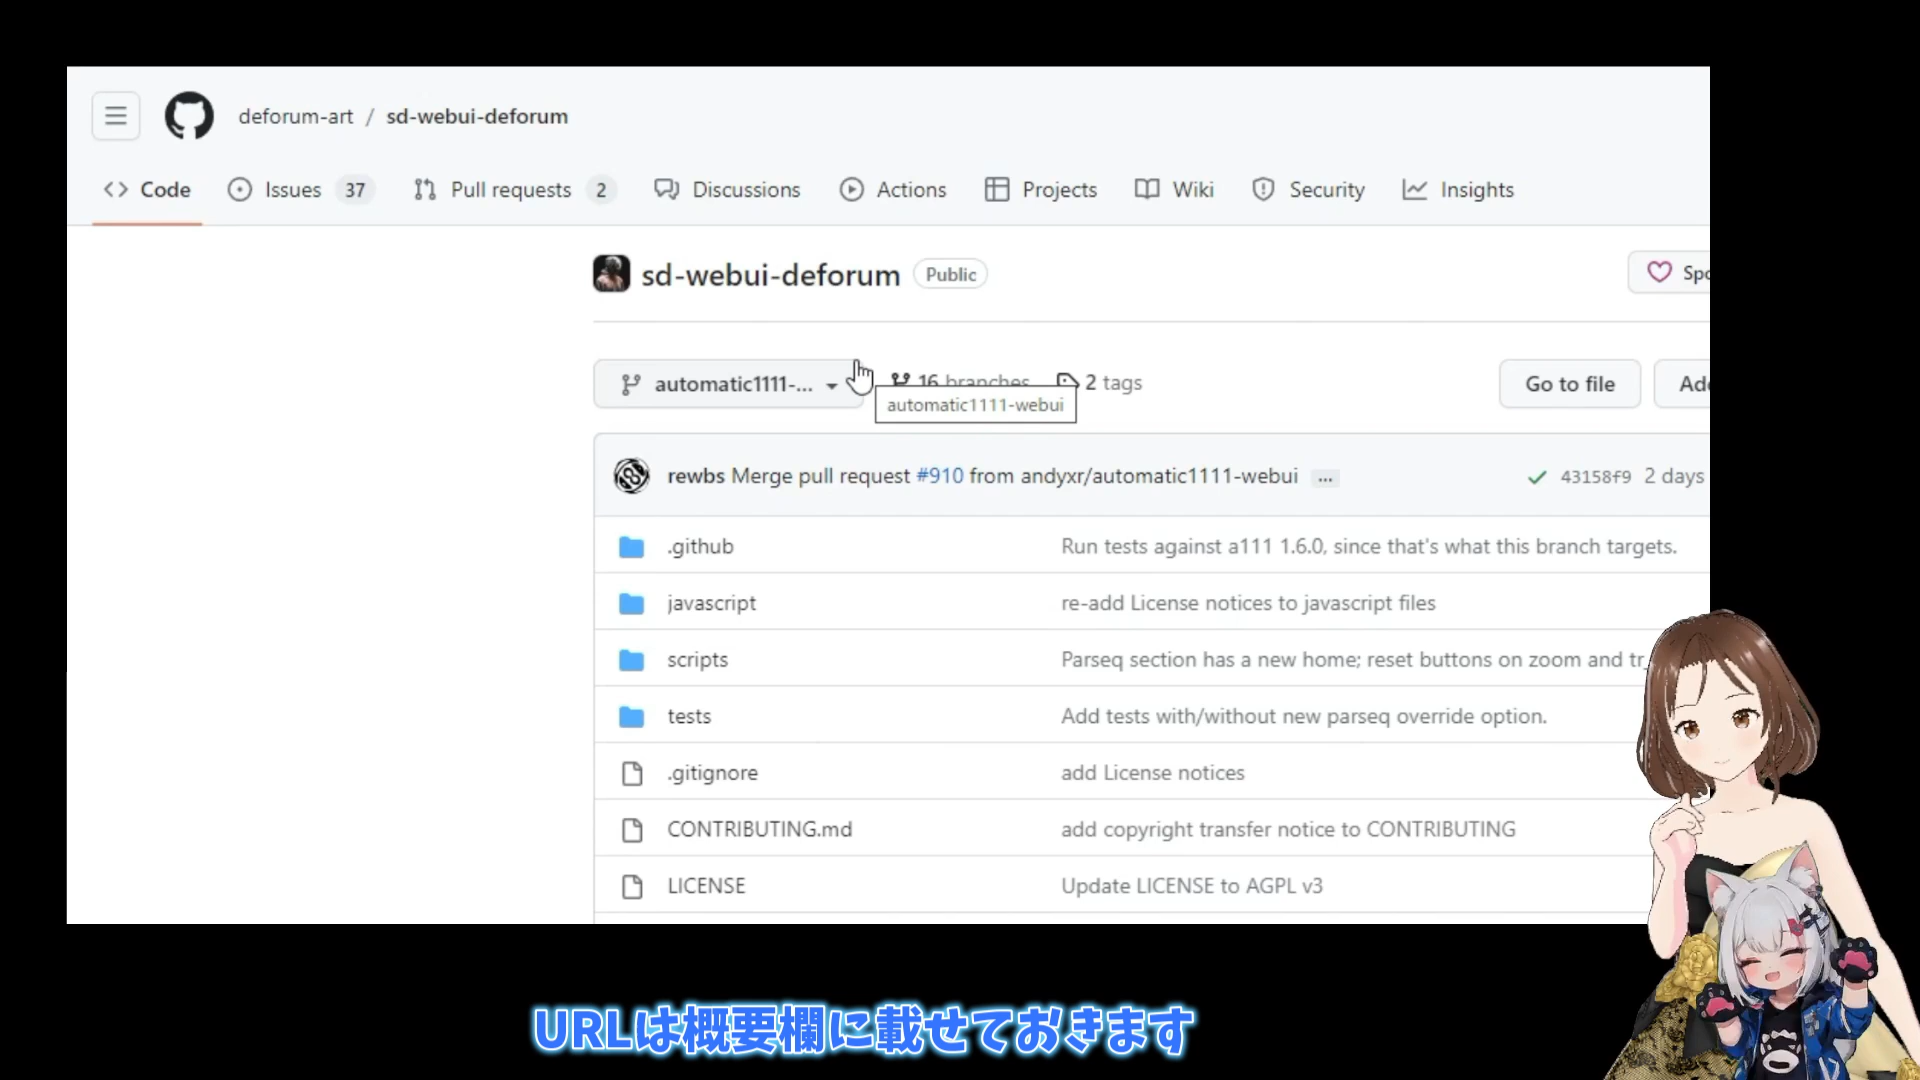 deforum-art / sd-webui-deforum
Code Issues 37 Pull requests 2 Discussions Actions Projects Wiki Security Insights
sd-webui-deforum Public
Spo
automatic1111-... 16 branches 2 tags Go to file Add
automatic1111-webui
rewbs Merge pull request #910 from andyxr/automatic1111-webui ... 43158f9 2 days
.github Run tests against a111 1.6.0, since that's what this branch targets.
javascript re-add License notices to javascript files
scripts Parseq section has a new home; reset buttons on zoom and tr
tests Add tests with/without new parseq override option.
.gitignore add License notices
CONTRIBUTING.md add copyright transfer notice to CONTRIBUTING
LICENSE Update LICENSE to AGPL v3
URLは概要欄に載せておきます